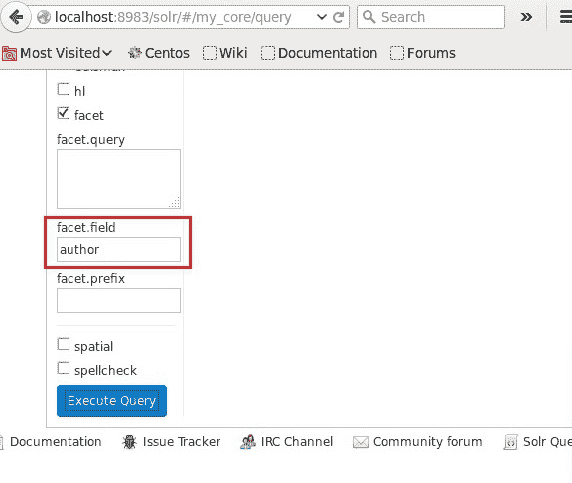 localhost:8983/solr/#/my_core/query Search
Most Visited Centos Wiki Documentation Forums
hl
facet
facet.query
facet.field
author
facet.prefix
spatial
spellcheck
Execute Query
Documentation Issue Tracker IRC Channel Community forum Solr Que